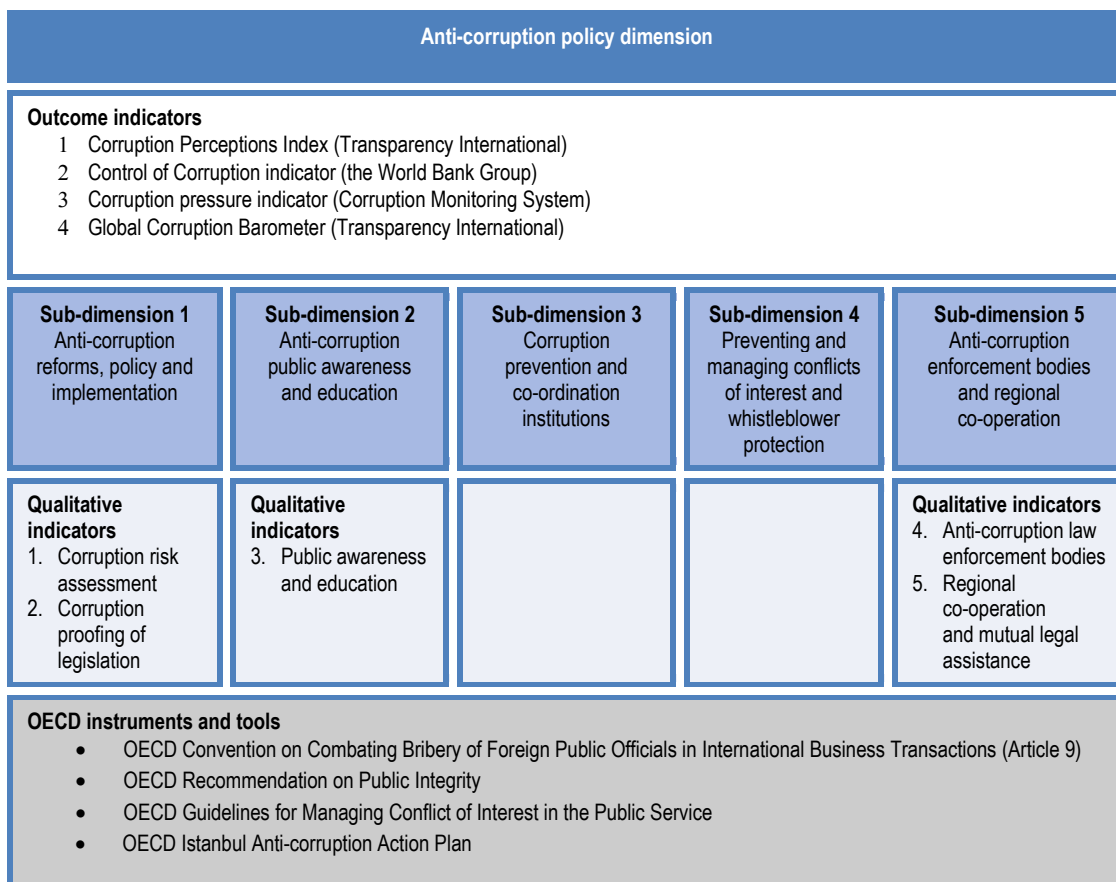 Anti-corruption policy dimension
Outcome indicators
1 Corruption Perceptions Index (Transparency International)
2 Control of Corruption indicator (the World Bank Group)
3 Corruption pressure indicator (Corruption Monitoring System)
4 Global Corruption Barometer (Transparency International)
Sub-dimension 1
Anti-corruption
reforms, policy and
implementation
Sub-dimension 2
Anti-corruption
public awareness
and education
Sub-dimension 3
Corruption
prevention and
co-ordination
institutions
Sub-dimension 4
Preventing and
managing conflicts
of interest and
whistleblower
protection
Sub-dimension 5
Anti-corruption
enforcement bodies
and regional
co-operation
Qualitative
indicators
1. Corruption risk
assessment
2. Corruption
proofing of
legislation
Qualitative
indicators
3. Public awareness
and education
Qualitative indicators
4. Anti-corruption law
enforcement bodies
5. Regional
co-operation
and mutual legal
assistance
OECD instruments and tools
• OECD Convention on Combating Bribery of Foreign Public Officials in International Business Transactions (Article 9)
• OECD Recommendation on Public Integrity
• OECD Guidelines for Managing Conflict of Interest in the Public Service
• OECD Istanbul Anti-corruption Action Plan